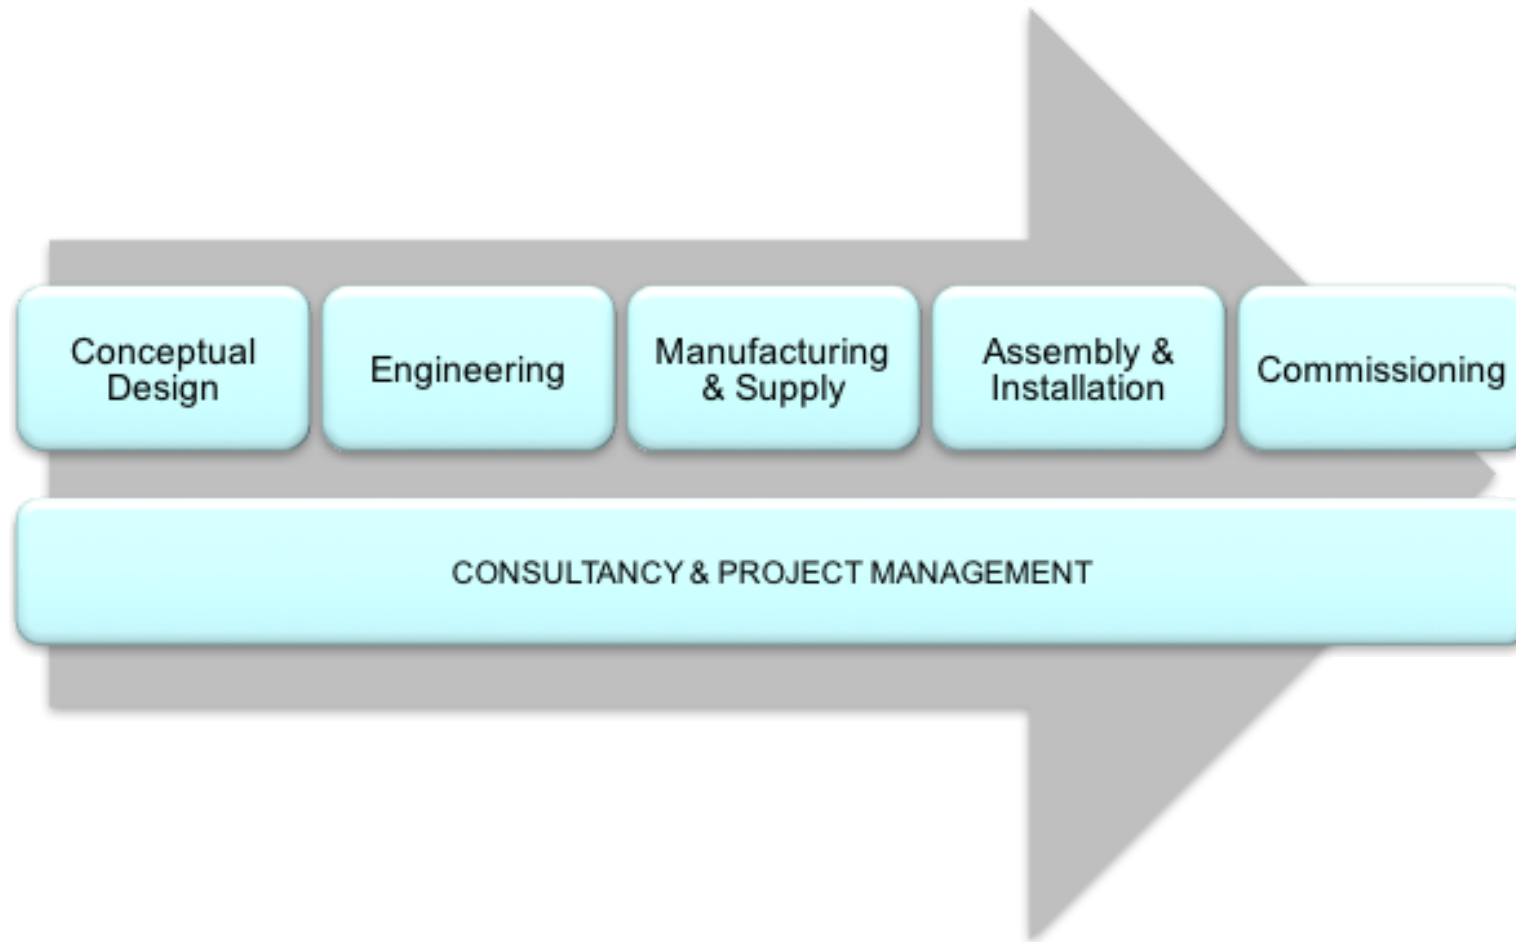 Conceptual
Design
Engineering
Manufacturing
& Supply
Assembly &
Installation
Commissioning
CONSULTANCY & PROJECT MANAGEMENT